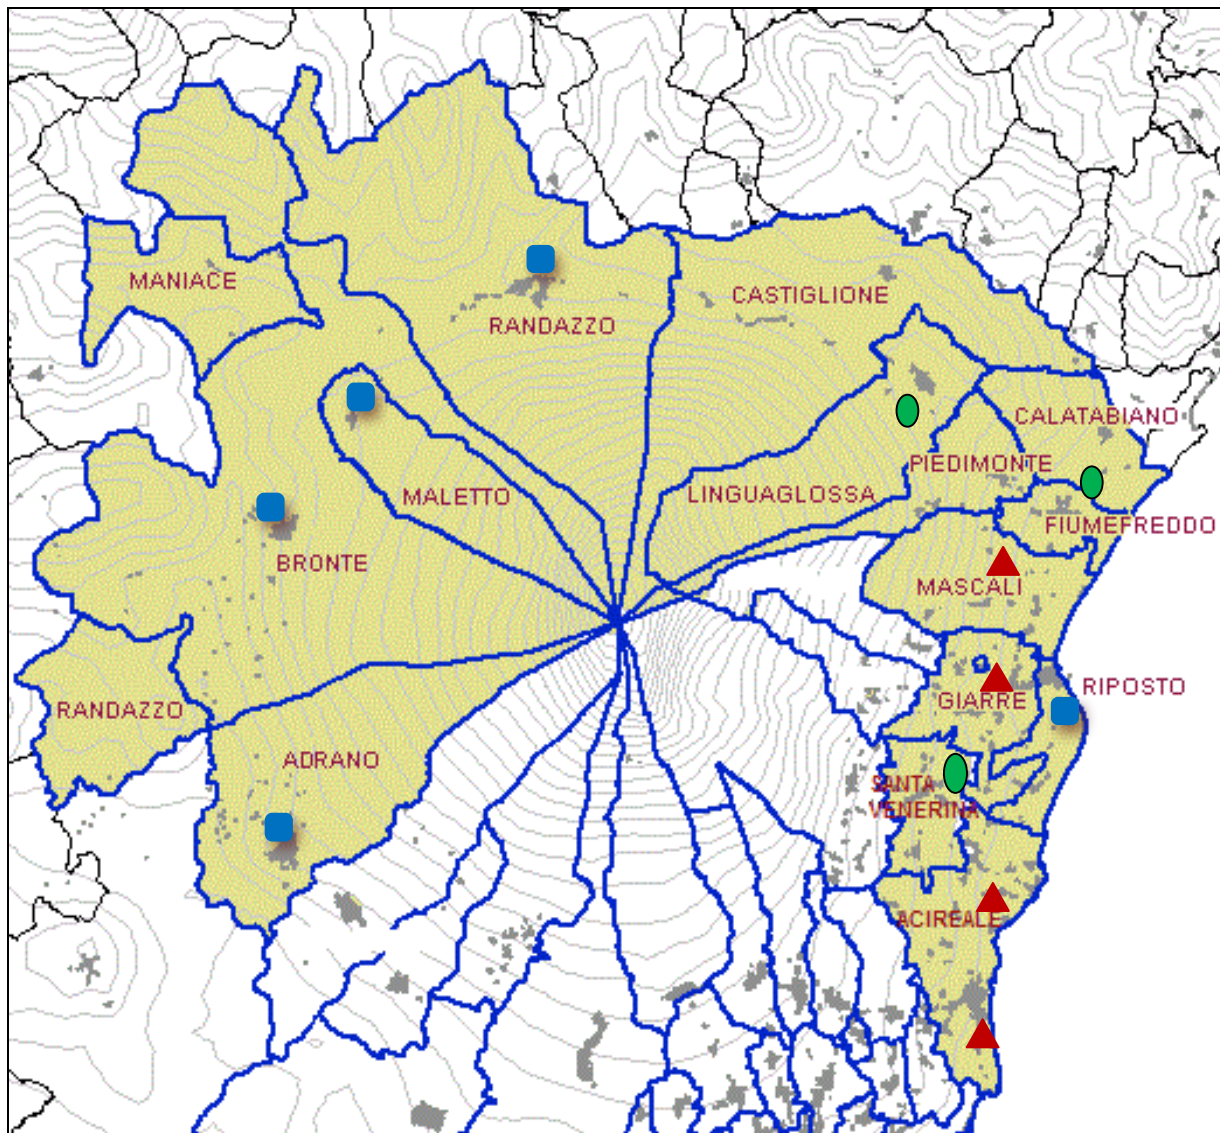 MANIACE
CASTIGLIONE
RANDAZZO
CALATABIANO
PIEDIMONTE
MALETTO
LINGUAGLOSSA
FIUMEFREDDO
BRONTE
MASCALI
RIPOSTO
GIARRE
RANDAZZO
ADRANO
SANTA
VENERINA
ACIREALE